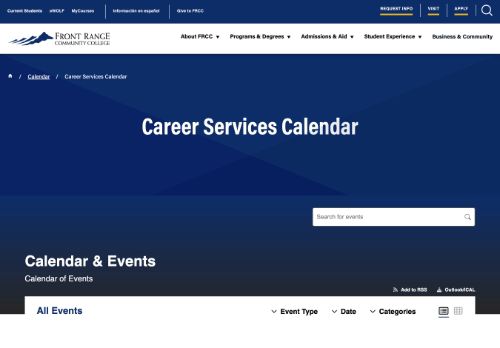 Current Students eWOLF MyCourses Información en español Give to FRCC REQUEST INFO VISIT APPLY
FRONT RANGE
COMMUNITY COLLEGE
About FRCC Programs & Degrees Admissions & Aid Student Experience Business & Community
/ Calendar / Career Services Calendar
Career Services Calendar
Search for events
Calendar & Events
Calendar of Events
Add to RSS Outlook/iCAL
All Events Event Type Date Categories